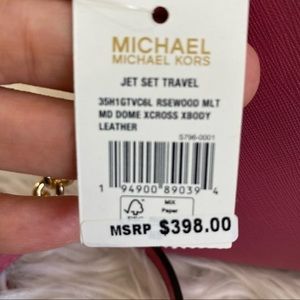 MICHAEL
MICHAEL KORS
JET SET TRAVEL
35H1GTVC6L RSEWOOD MLT
MD DOME XCROSS XBODY
LEATHER
S796-0001
1 94900 89039 4
FSC
MIX
Paper
MSRP $398.00